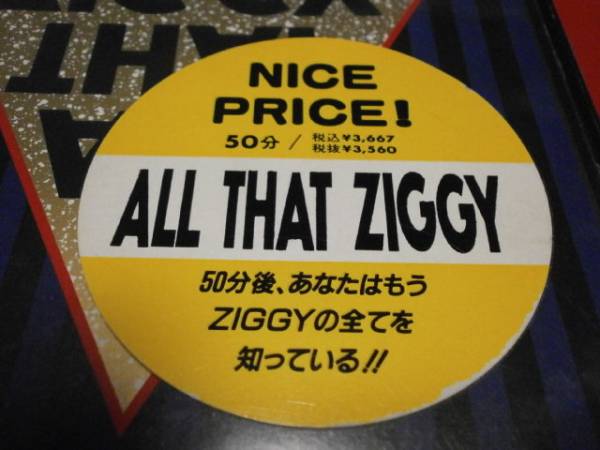 NICE
PRICE!
50分 / 税込¥3,667
税抜¥3,560
ALL THAT ZIGGY
50分後、あなたはもう
ZIGGYの全てを
知っている!!